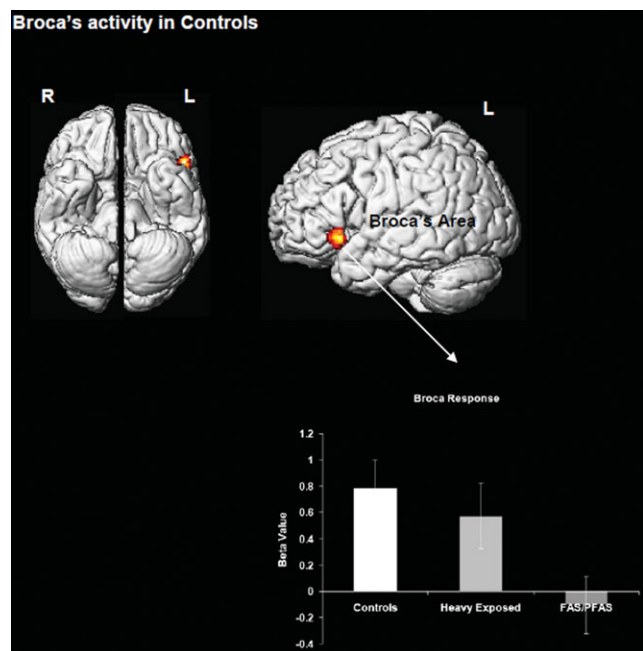 Broca's activity in Controls
R
L
L
Broca's Area
Broca Response
1.2
1
0.8
0.6
0.4
0.2
0
-0.2
-0.4
Beta Value
Controls
Heavy Exposed
FAS/PFAS